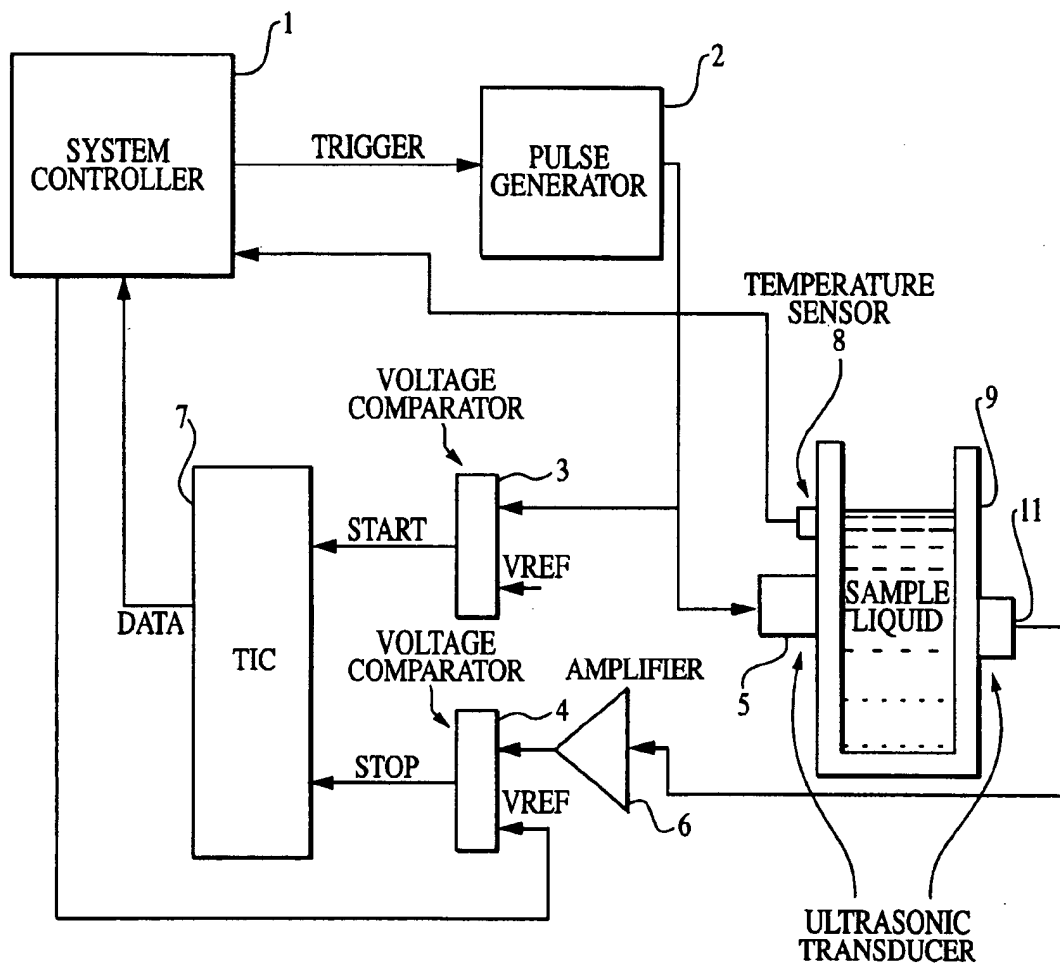 1
SYSTEM
CONTROLLER
TRIGGER
2
PULSE
GENERATOR
TEMPERATURE
SENSOR
8
9
11
VOLTAGE
COMPARATOR
3
7
START
VREF
DATA
TIC
VOLTAGE
COMPARATOR
4
STOP
VREF
AMPLIFIER
6
5
SAMPLE
LIQUID
ULTRASONIC
TRANSDUCER